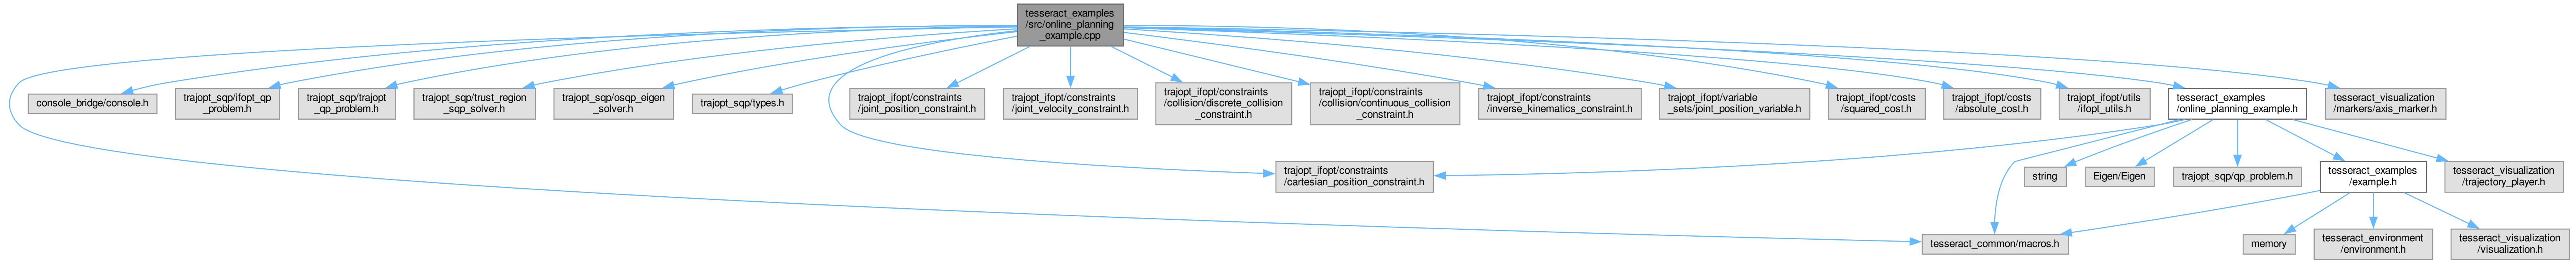 tesseract_examples
/src/online_planning
_example.cpp
console_bridge/console.h
trajopt_sqp/ifopt_qp
_problem.h
trajopt_sqp/trajopt
_qp_problem.h
trajopt_sqp/trust_region
_sqp_solver.h
trajopt_sqp/osqp_eigen
_solver.h
trajopt_sqp/types.h
trajopt_ifopt/constraints
/joint_position_constraint.h
trajopt_ifopt/constraints
/joint_velocity_constraint.h
trajopt_ifopt/constraints
/collision/discrete_collision
_constraint.h
trajopt_ifopt/constraints
/collision/continuous_collision
_constraint.h
trajopt_ifopt/constraints
/inverse_kinematics_constraint.h
trajopt_ifopt/variable
_sets/joint_position_variable.h
trajopt_ifopt/costs
/squared_cost.h
trajopt_ifopt/costs
/absolute_cost.h
trajopt_ifopt/utils
/ifopt_utils.h
tesseract_examples
/online_planning_example.h
tesseract_visualization
/markers/axis_marker.h
trajopt_ifopt/constraints
/cartesian_position_constraint.h
string
Eigen/Eigen
trajopt_sqp/qp_problem.h
tesseract_examples
/example.h
tesseract_visualization
/trajectory_player.h
tesseract_common/macros.h
memory
tesseract_environment
/environment.h
tesseract_visualization
/visualization.h